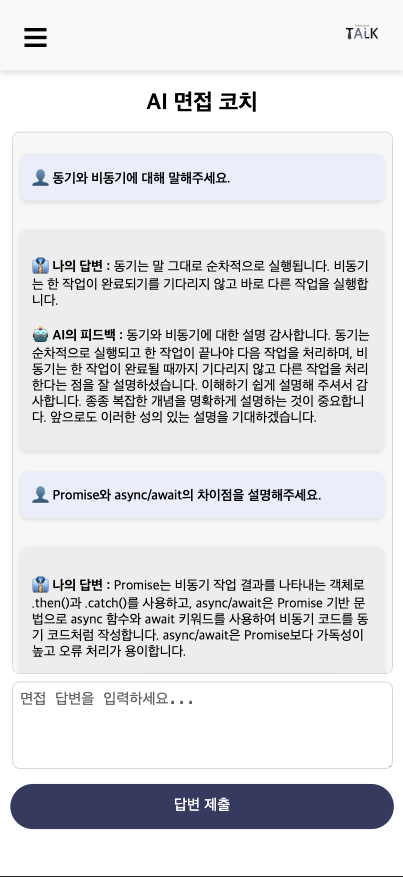 TALK
AI 면접 코치
동기와 비동기에 대해 말해주세요.
나의 답변 : 동기는 말 그대로 순차적으로 실행됩니다. 비동기
는 한 작업이 완료되기를 기다리지 않고 바로 다른 작업을 실행합
니다.
AI의 피드백 : 동기와 비동기에 대한 설명 감사합니다. 동기는
순차적으로 실행되고 한 작업이 끝나야 다음 작업을 처리하며, 비
동기는 한 작업이 완료될 때까지 기다리지 않고 다른 작업을 처리
한다는 점을 잘 설명하셨습니다. 이해하기 쉽게 설명해 주셔서 감
사합니다. 종종 복잡한 개념을 명확하게 설명하는 것이 중요합니
다. 앞으로도 이러한 성의 있는 설명을 기대하겠습니다.
Promise와 async/await의 차이점을 설명해주세요.
나의 답변 : Promise는 비동기 작업 결과를 나타내는 객체로
.then()과 .catch()를 사용하고, async/await은 Promise 기반 문
법으로 async 함수와 await 키워드를 사용하여 비동기 코드를 동
기 코드처럼 작성합니다. async/await은 Promise보다 가독성이
높고 오류 처리가 용이합니다.
면접 답변을 입력하세요...
답변 제출